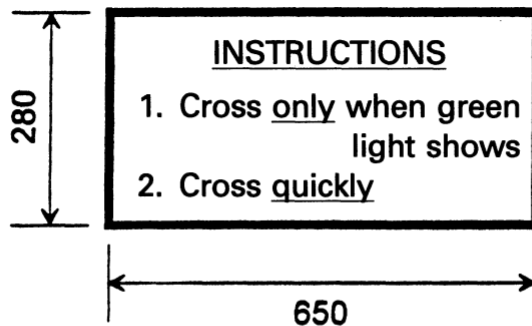 INSTRUCTIONS
1. Cross only when green
light shows
2. Cross quickly
280
650